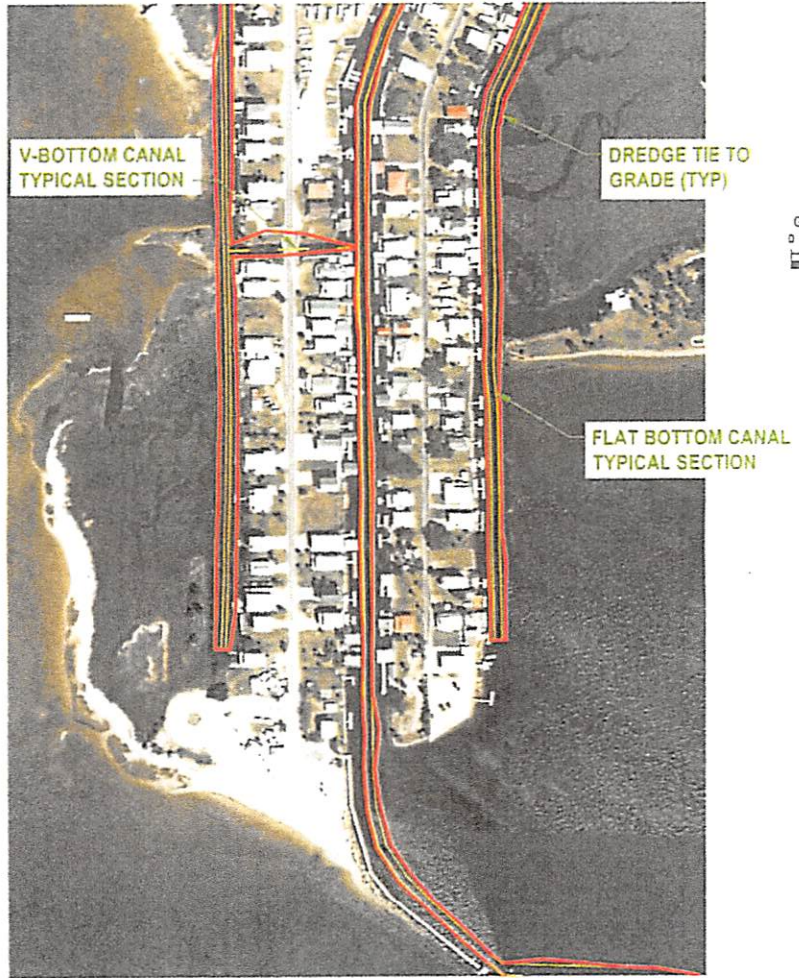 V-BOTTOM CANAL
TYPICAL SECTION
DREDGE TIE TO
GRADE (TYP)
FLAT BOTTOM CANAL
TYPICAL SECTION